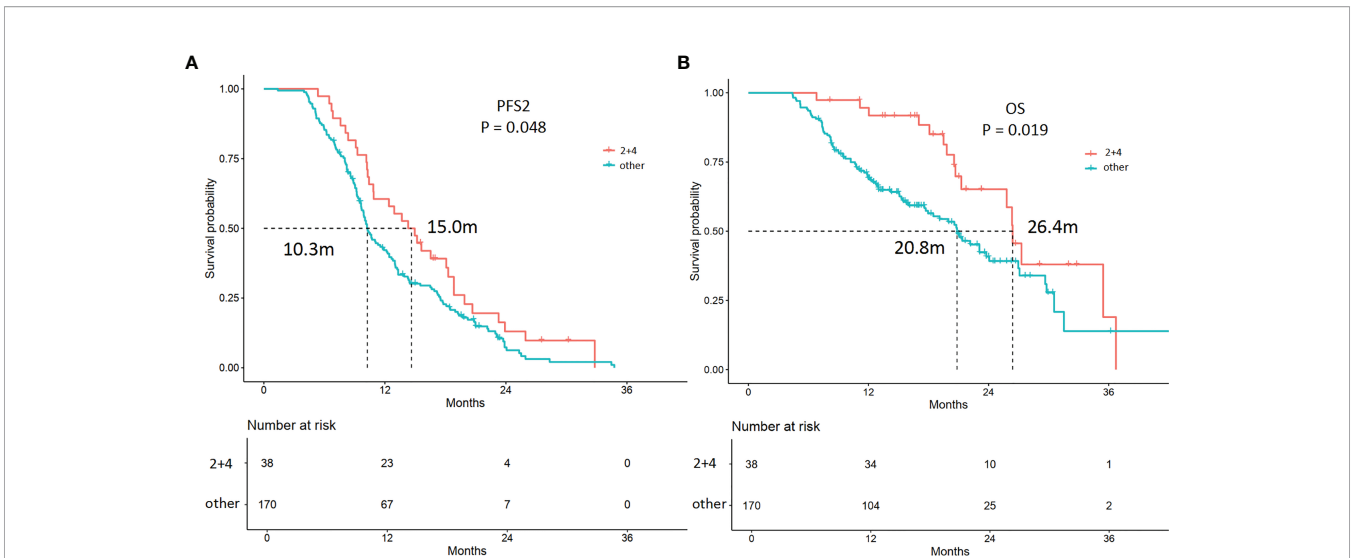 A
1.00
0.75
0.50
0.25
0.00
Survival probability
PFS2
P = 0.048
2+4
other
10.3m
15.0m
0 12 24 36
Months
Number at risk
2+4 38 23 4 0
other 170 67 7 0
0 12 24 36
Months
B
1.00
0.75
0.50
0.25
0.00
Survival probability
OS
P = 0.019
2+4
other
20.8m
26.4m
0 12 24 36
Months
Number at risk
2+4 38 34 10 1
other 170 104 25 2
0 12 24 36
Months